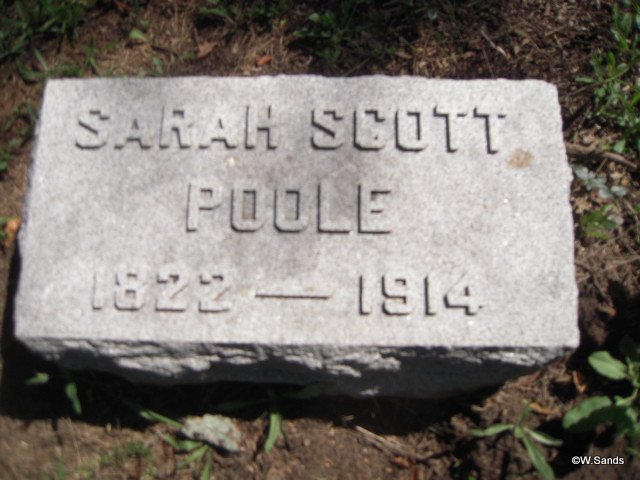 SARAH SCOTT
POOLE
1822 — 1914
©W.Sands